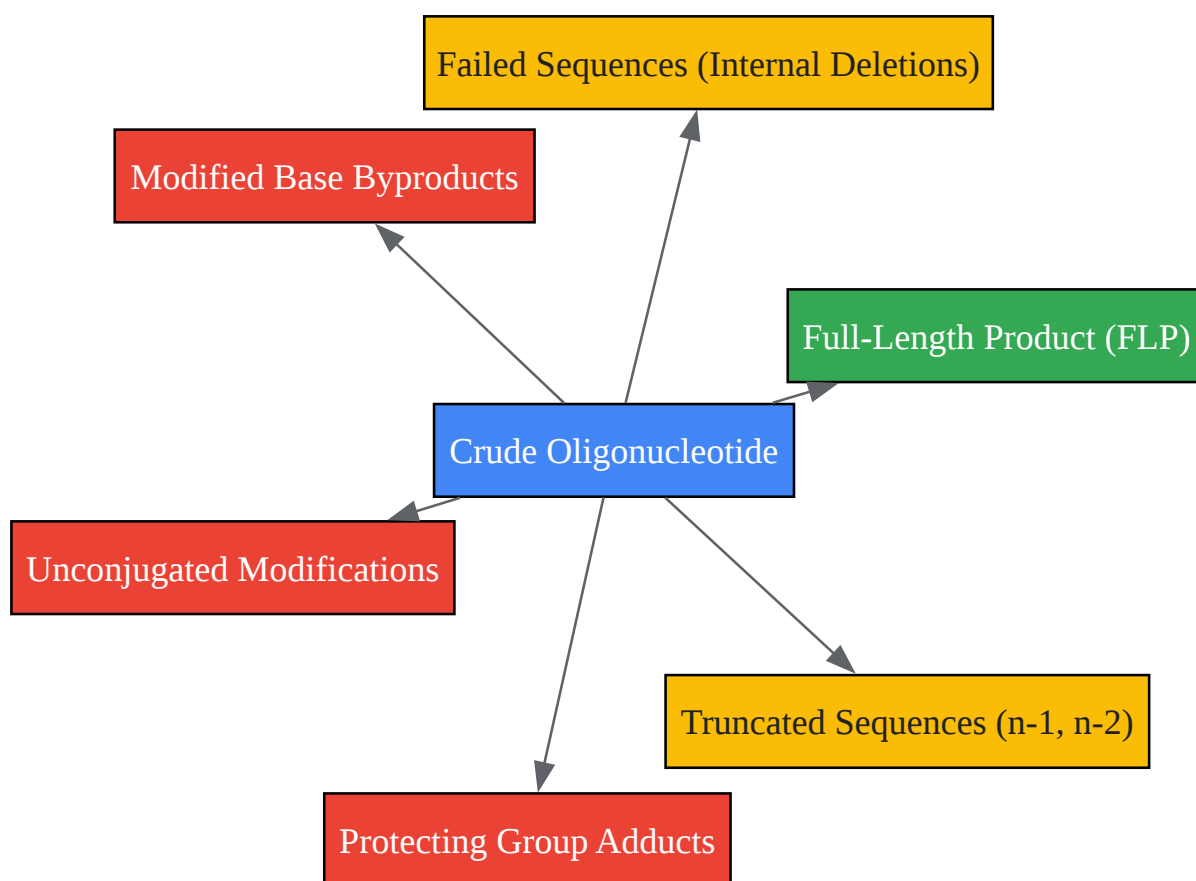 Failed Sequences (Internal Deletions)
Modified Base Byproducts
Full-Length Product (FLP)
Crude Oligonucleotide
Unconjugated Modifications
Truncated Sequences (n-1, n-2)
Protecting Group Adducts